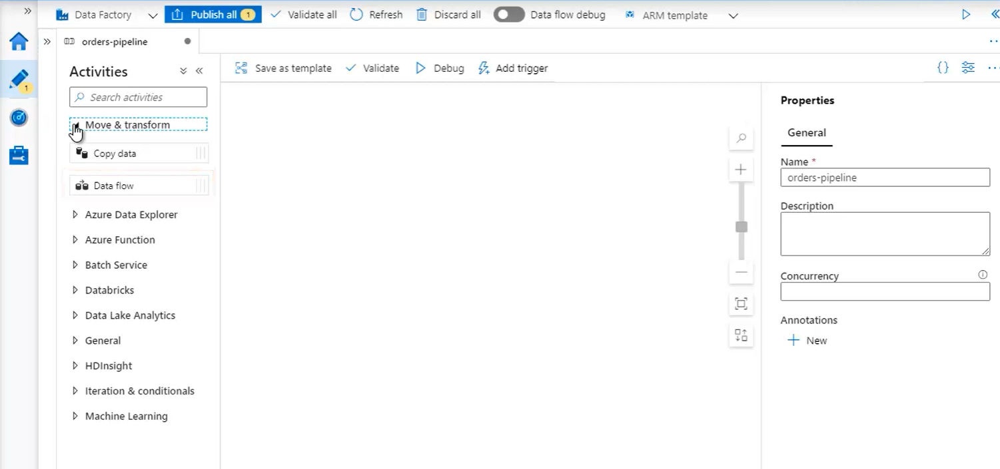 Data Factory Publish all 1 Validate all Refresh Discard all Data flow debug ARM template
orders-pipeline
Activities
Search activities
Move & transform
Copy data
Data flow
Azure Data Explorer
Azure Function
Batch Service
Databricks
Data Lake Analytics
General
HDInsight
Iteration & conditionals
Machine Learning
Save as template Validate Debug Add trigger
1
Properties
General
Name *
orders-pipeline
Description
Concurrency
Annotations
New